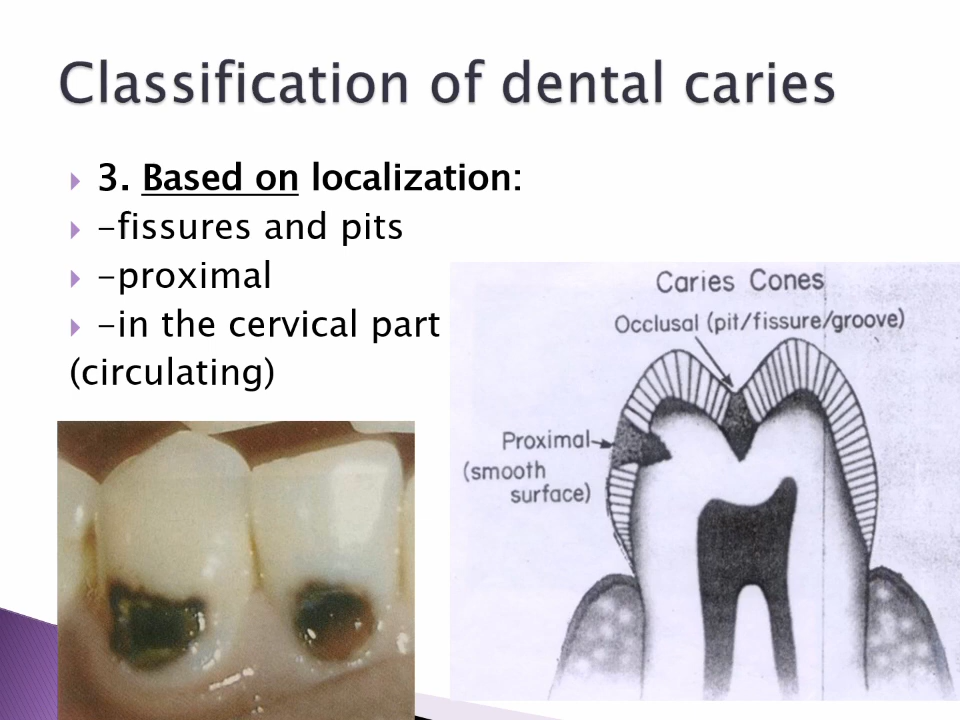 Classification of dental caries
3. Based on localization:
-fissures and pits
-proximal
-in the cervical part
(circulating)
Caries Cones
Occlusal (pit/fissure/groove)
Proximal
(smooth
surface)